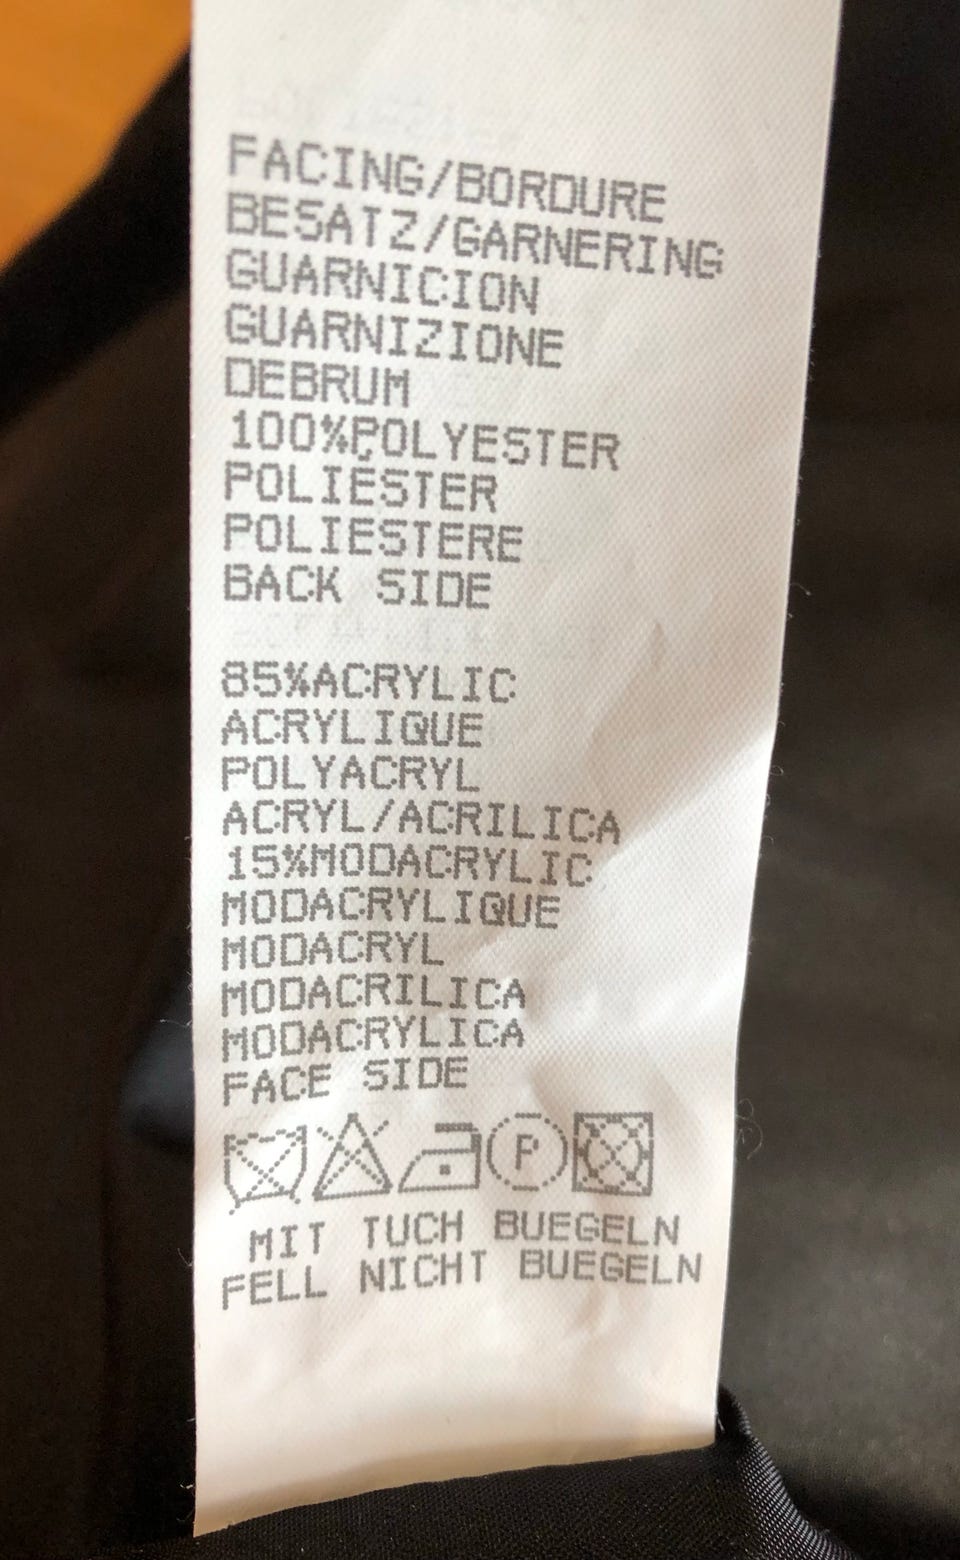 FACING/BORDURE
BESATZ/GARNERING
GUARNICION
GUARNIZIONE
DEBRUM
100%POLYESTER
POLIÉSTER
POLIESTERE
BACK SIDE
85%ACRYLIC
ACRYLIQUE
POLYACRYL
ACRYL/ACRILICA
15%MODACRYLIC
MODACRYLIQUE
MODACRYL
MODACRILICA
MODACRYLICA
FACE SIDE
P
MIT TUCH BUEGELN
FELL NICHT BUEGELN